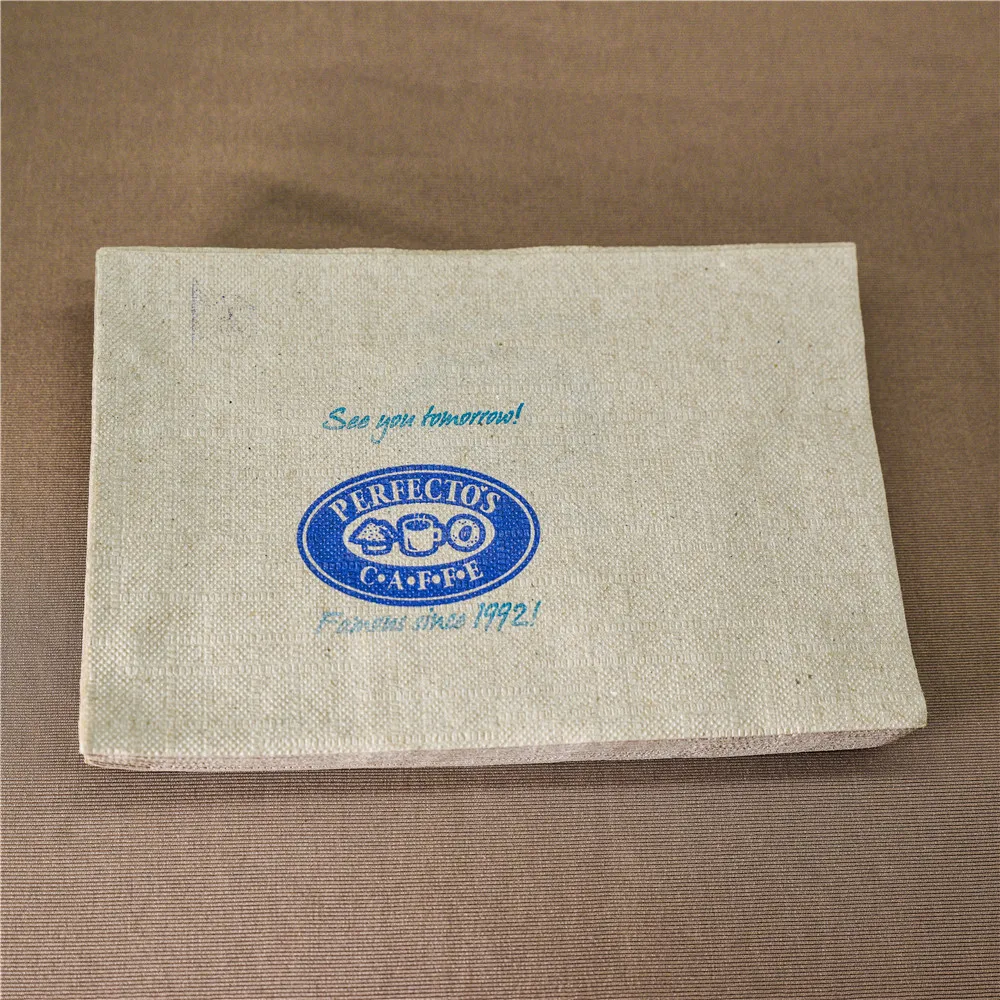 See you tomorrow!
PERFECTO'S
C•A•F•F•E
Famous since 1992!